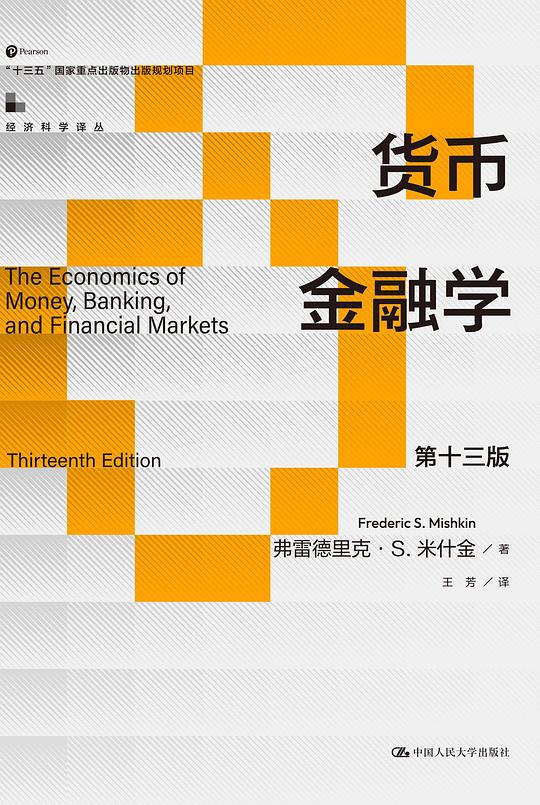 Pearson
“十三五”国家重点出版物出版规划项目
经济科学译丛
货币
金融学
The Economics of
Money, Banking,
and Financial Markets
Thirteenth Edition
第十三版
Frederic S. Mishkin
弗雷德里克·S. 米什金／著
王 芳／译
中国人民大学出版社